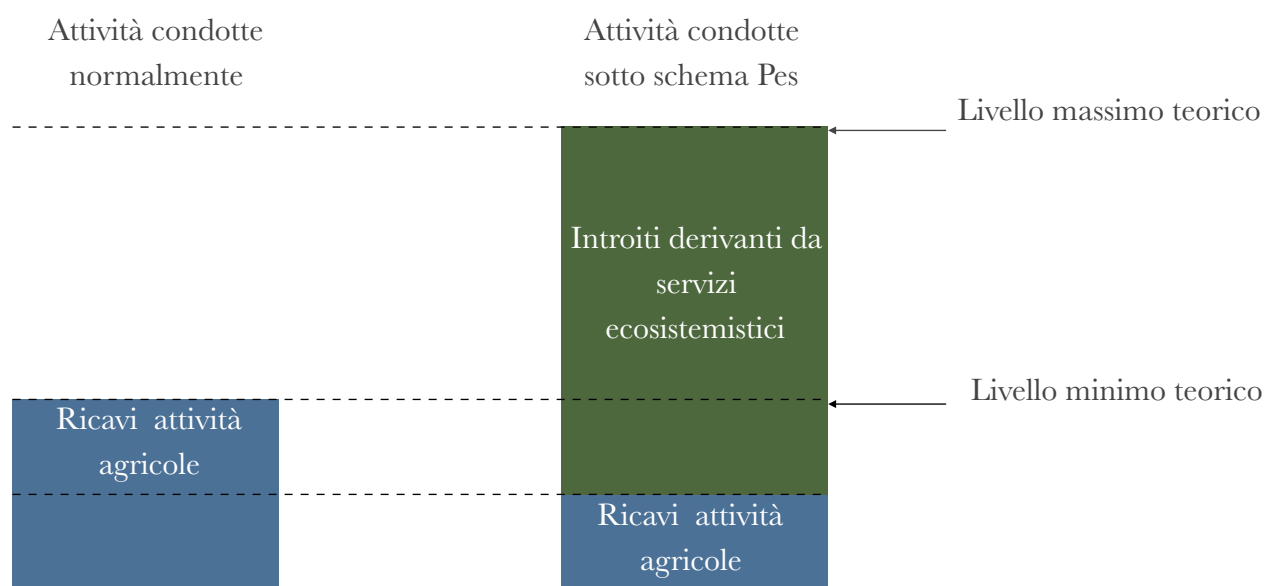 Attività condotte
normalmente
Attività condotte
sotto schema Pes
Livello massimo teorico
Introiti derivanti da
servizi
ecosistemistici
Livello minimo teorico
Ricavi attività
agricole
Ricavi attività
agricole